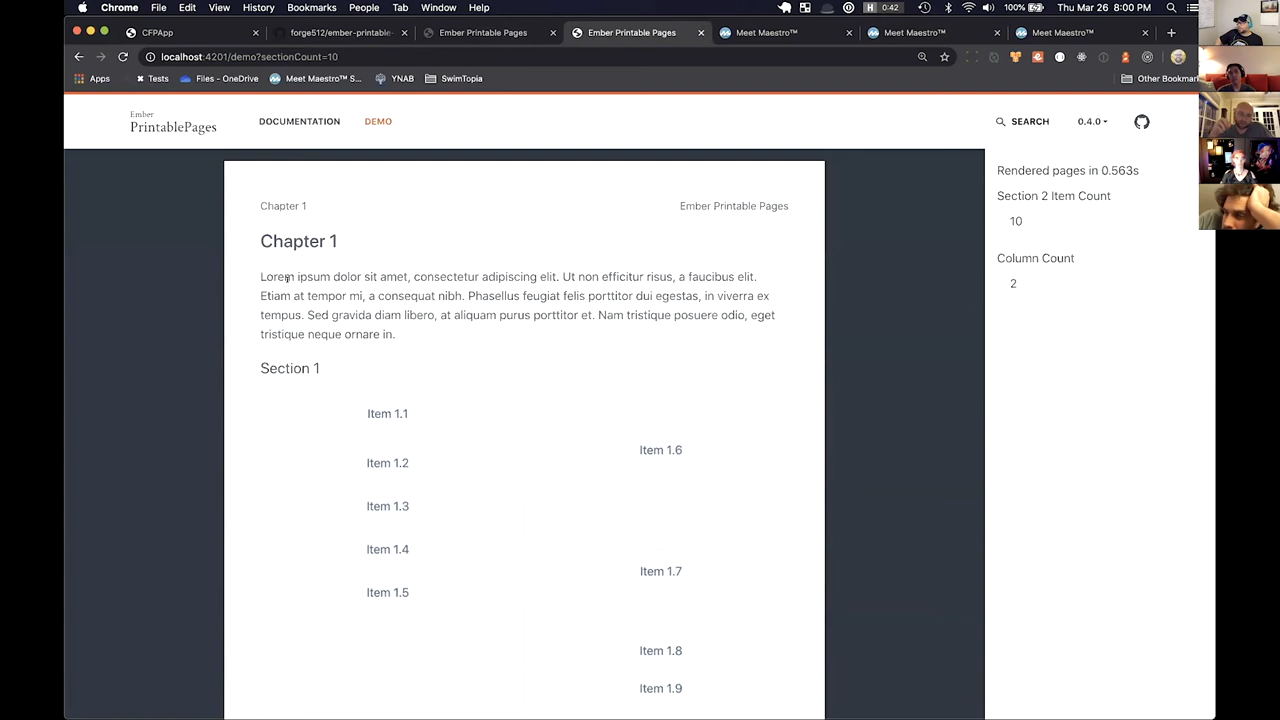 Chrome File Edit View History Bookmarks People Tab Window Help H 0:42 100% Thu Mar 26 8:00 PM
CFPApp forge512/ember-printable- Ember Printable Pages Ember Printable Pages Meet Maestro™ Meet Maestro™ Meet Maestro™
localhost:4201/demo?sectionCount=10
Apps Tests Files - OneDrive Meet Maestro™ S... YNAB SwimTopia Other Bookmar
Ember
PrintablePages DOCUMENTATION DEMO SEARCH 0.4.0
Rendered pages in 0.563s
Section 2 Item Count
10
Column Count
2
Chapter 1 Ember Printable Pages
Chapter 1
Lorem ipsum dolor sit amet, consectetur adipiscing elit. Ut non efficitur risus, a faucibus elit.
Etiam at tempor mi, a consequat nibh. Phasellus feugiat felis porttitor dui egestas, in viverra ex
tempus. Sed gravida diam libero, at aliquam purus porttitor et. Nam tristique posuere odio, eget
tristique neque ornare in.
Section 1
Item 1.1
Item 1.2
Item 1.3
Item 1.4
Item 1.5
Item 1.6
Item 1.7
Item 1.8
Item 1.9